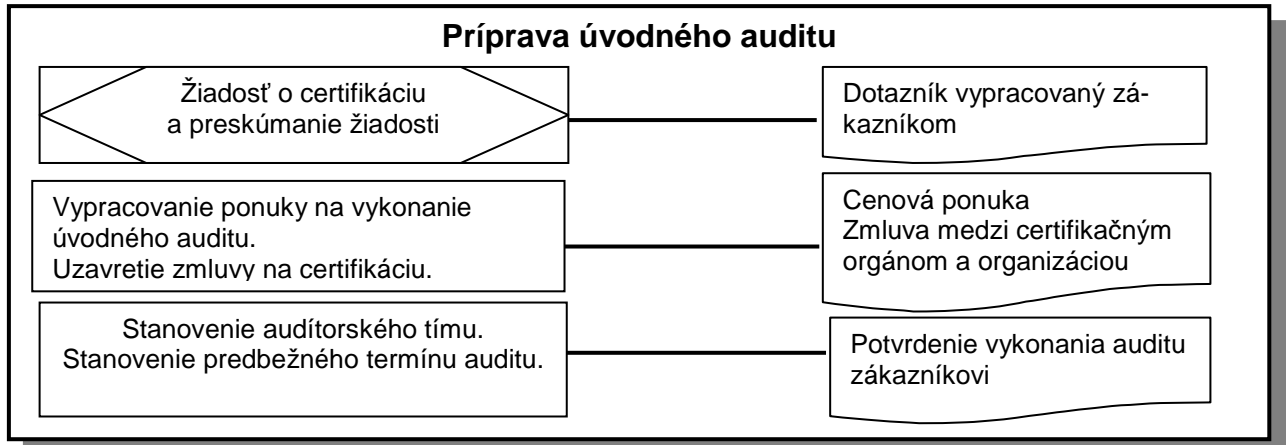 Príprava úvodného auditu
Žiadosť o certifikáciu
a preskúmanie žiadosti
Dotazník vypracovaný zá-
kazníkom
Vypracovanie ponuky na vykonanie
úvodného auditu.
Uzavretie zmluvy na certifikáciu.
Cenová ponuka
Zmluva medzi certifikačným
orgánom a organizáciou
Stanovenie audítorského tímu.
Stanovenie predbežného termínu auditu.
Potvrdenie vykonania auditu
zákazníkovi